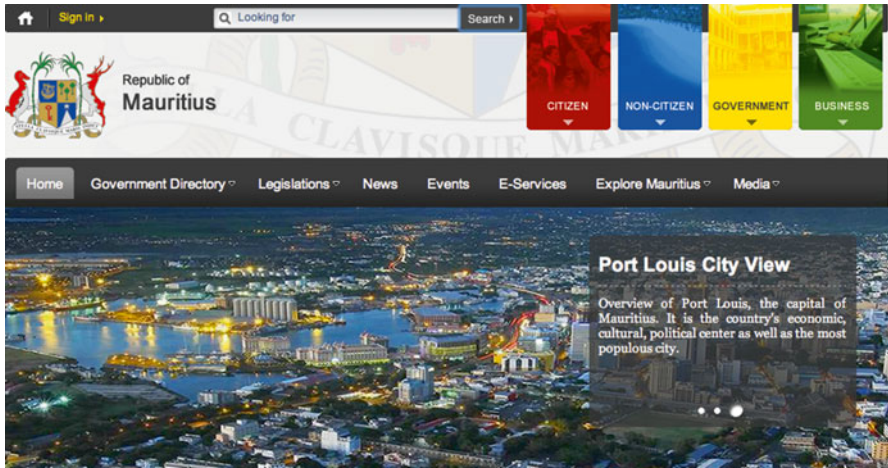 Sign in
Looking for
Search
Republic of
Mauritius
CITIZEN
NON-CITIZEN
GOVERNMENT
BUSINESS
CLAVISQUE MAR
Home
Government Directory
Legislations
News
Events
E-Services
Explore Mauritius
Media
Port Louis City View
Overview of Port Louis, the capital of
Mauritius. It is the country's economic,
cultural, political center as well as the most
populous city.